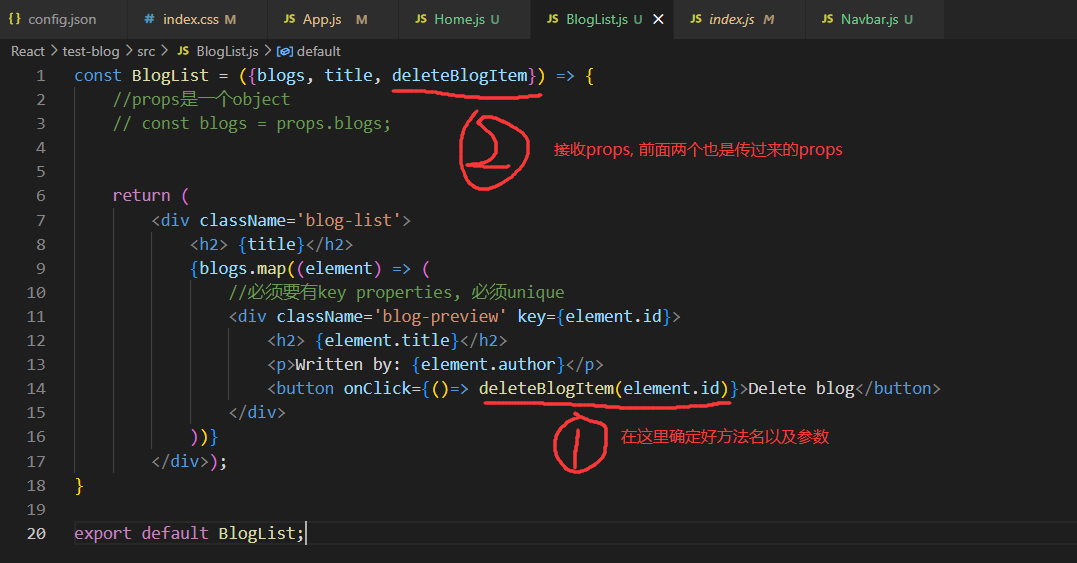 {} config.json
JS index.css M
JS App.js M
JS Home.js U
JS BlogList.js U ×
JS index.js M
JS Navbar.js U
React > test-blog > src > JS BlogList.js > default
1 const BlogList = ({blogs, title, deleteBlogItem}) => {
2 //props是一个object
3 // const blogs = props.blogs;
2
接收props, 前面两个也是传过来的props
4
5
6 return (
7 <div className='blog-list'>
8 <h2> {title}</h2>
9 {blogs.map((element) => (
10 //必须要有key properties, 必须unique
11 <div className='blog-preview' key={element.id}>
12 <h2> {element.title}</h2>
13 <p>Written by: {element.author}</p>
14 <button onClick={()=> deleteBlogItem(element.id)}>Delete blog</button>
15 </div>
1
在这里确定好方法名以及参数
16 ))}
17 </div>);
18 }
19
20 export default BlogList;